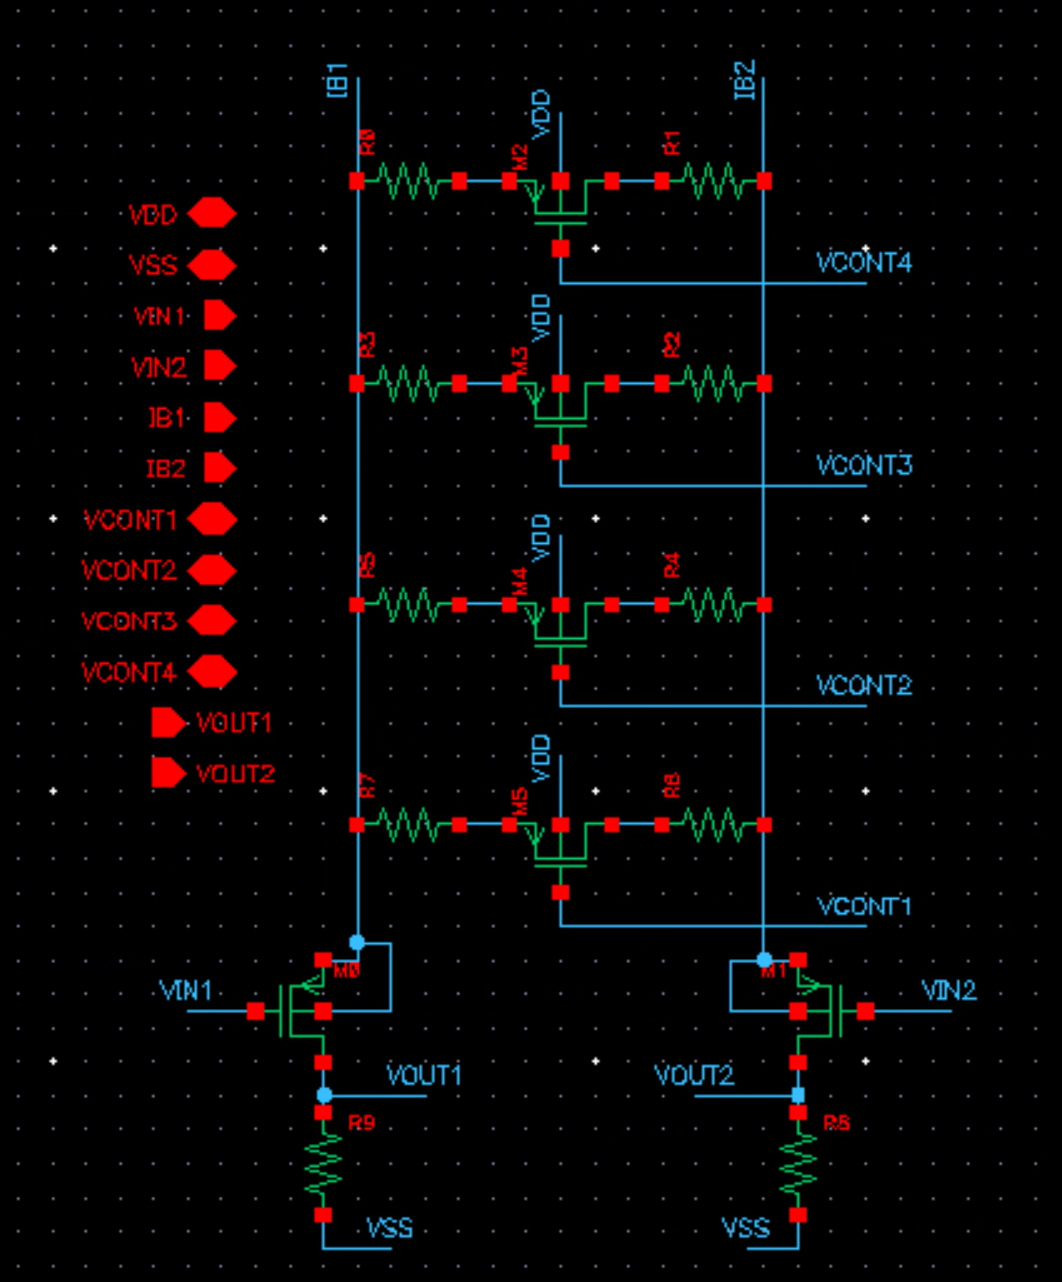 IB1
IB2
VDD
R0
M2
R1
VDD
VSS
VCONT4
VIN1
VDD
VIN2
R3
M3
R2
IB1
IB2
VCONT3
VCONT1
VDD
VCONT2
R5
M4
R4
VCONT3
VCONT4
VCONT2
VOUT1
VDD
VOUT2
R7
M5
R6
VCONT1
M0
M1
VIN1
VIN2
VOUT1
VOUT2
R9
VSS
VSS